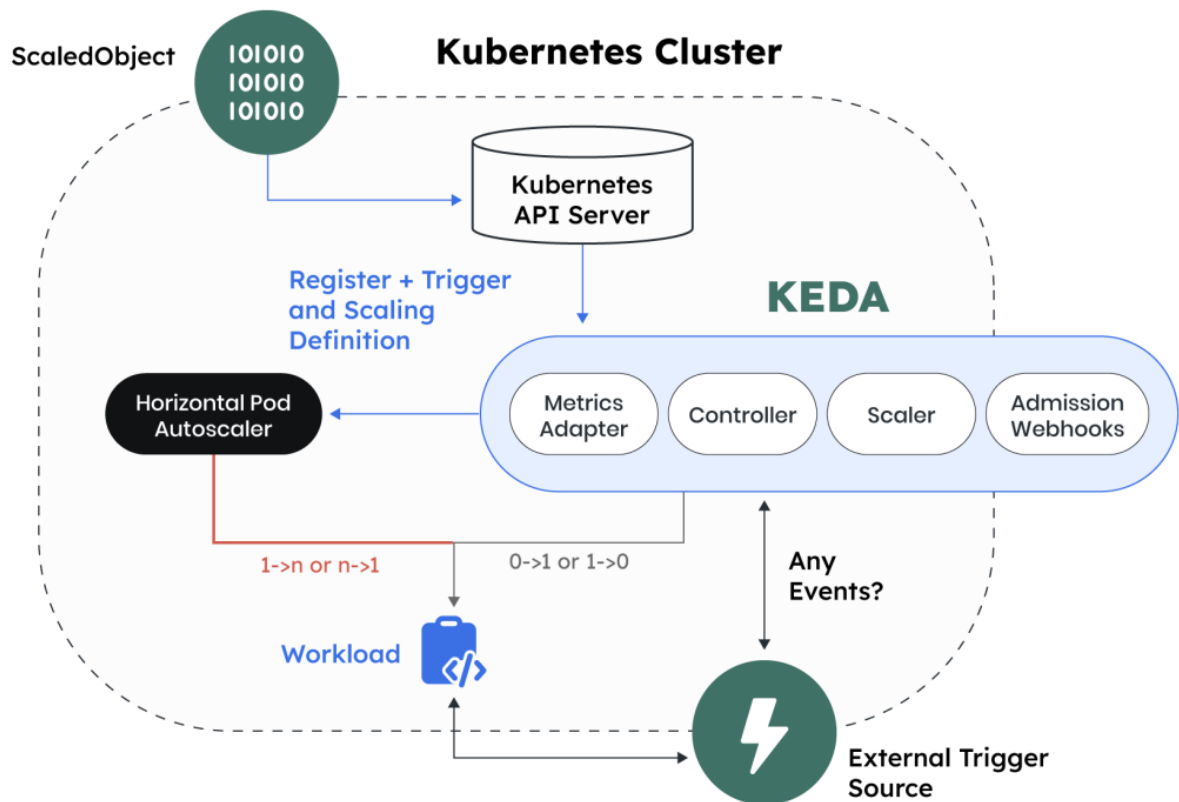 ScaledObject
101010
101010
101010
Kubernetes Cluster
Kubernetes
API Server
Register + Trigger
and Scaling
Definition
KEDA
Horizontal Pod
Autoscaler
Metrics
Adapter
Controller
Scaler
Admission
Webhooks
1->n or n->1
0->1 or 1->0
Any
Events?
Workload
</>
External Trigger
Source